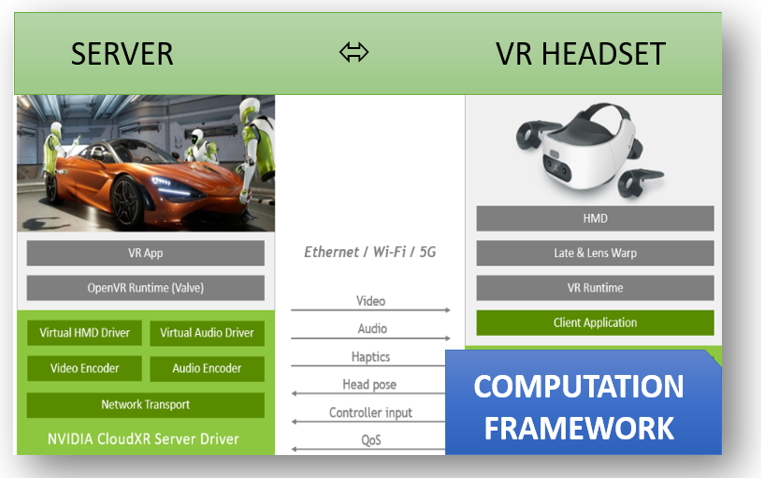 SERVER ⬄ VR HEADSET
VR App
OpenVR Runtime (Valve)
Virtual HMD Driver
Virtual Audio Driver
Video Encoder
Audio Encoder
Network Transport
NVIDIA CloudXR Server Driver
Ethernet / Wi-Fi / 5G
Video
Audio
Haptics
Head pose
Controller input
QoS
HMD
Late & Lens Warp
VR Runtime
Client Application
COMPUTATION
FRAMEWORK